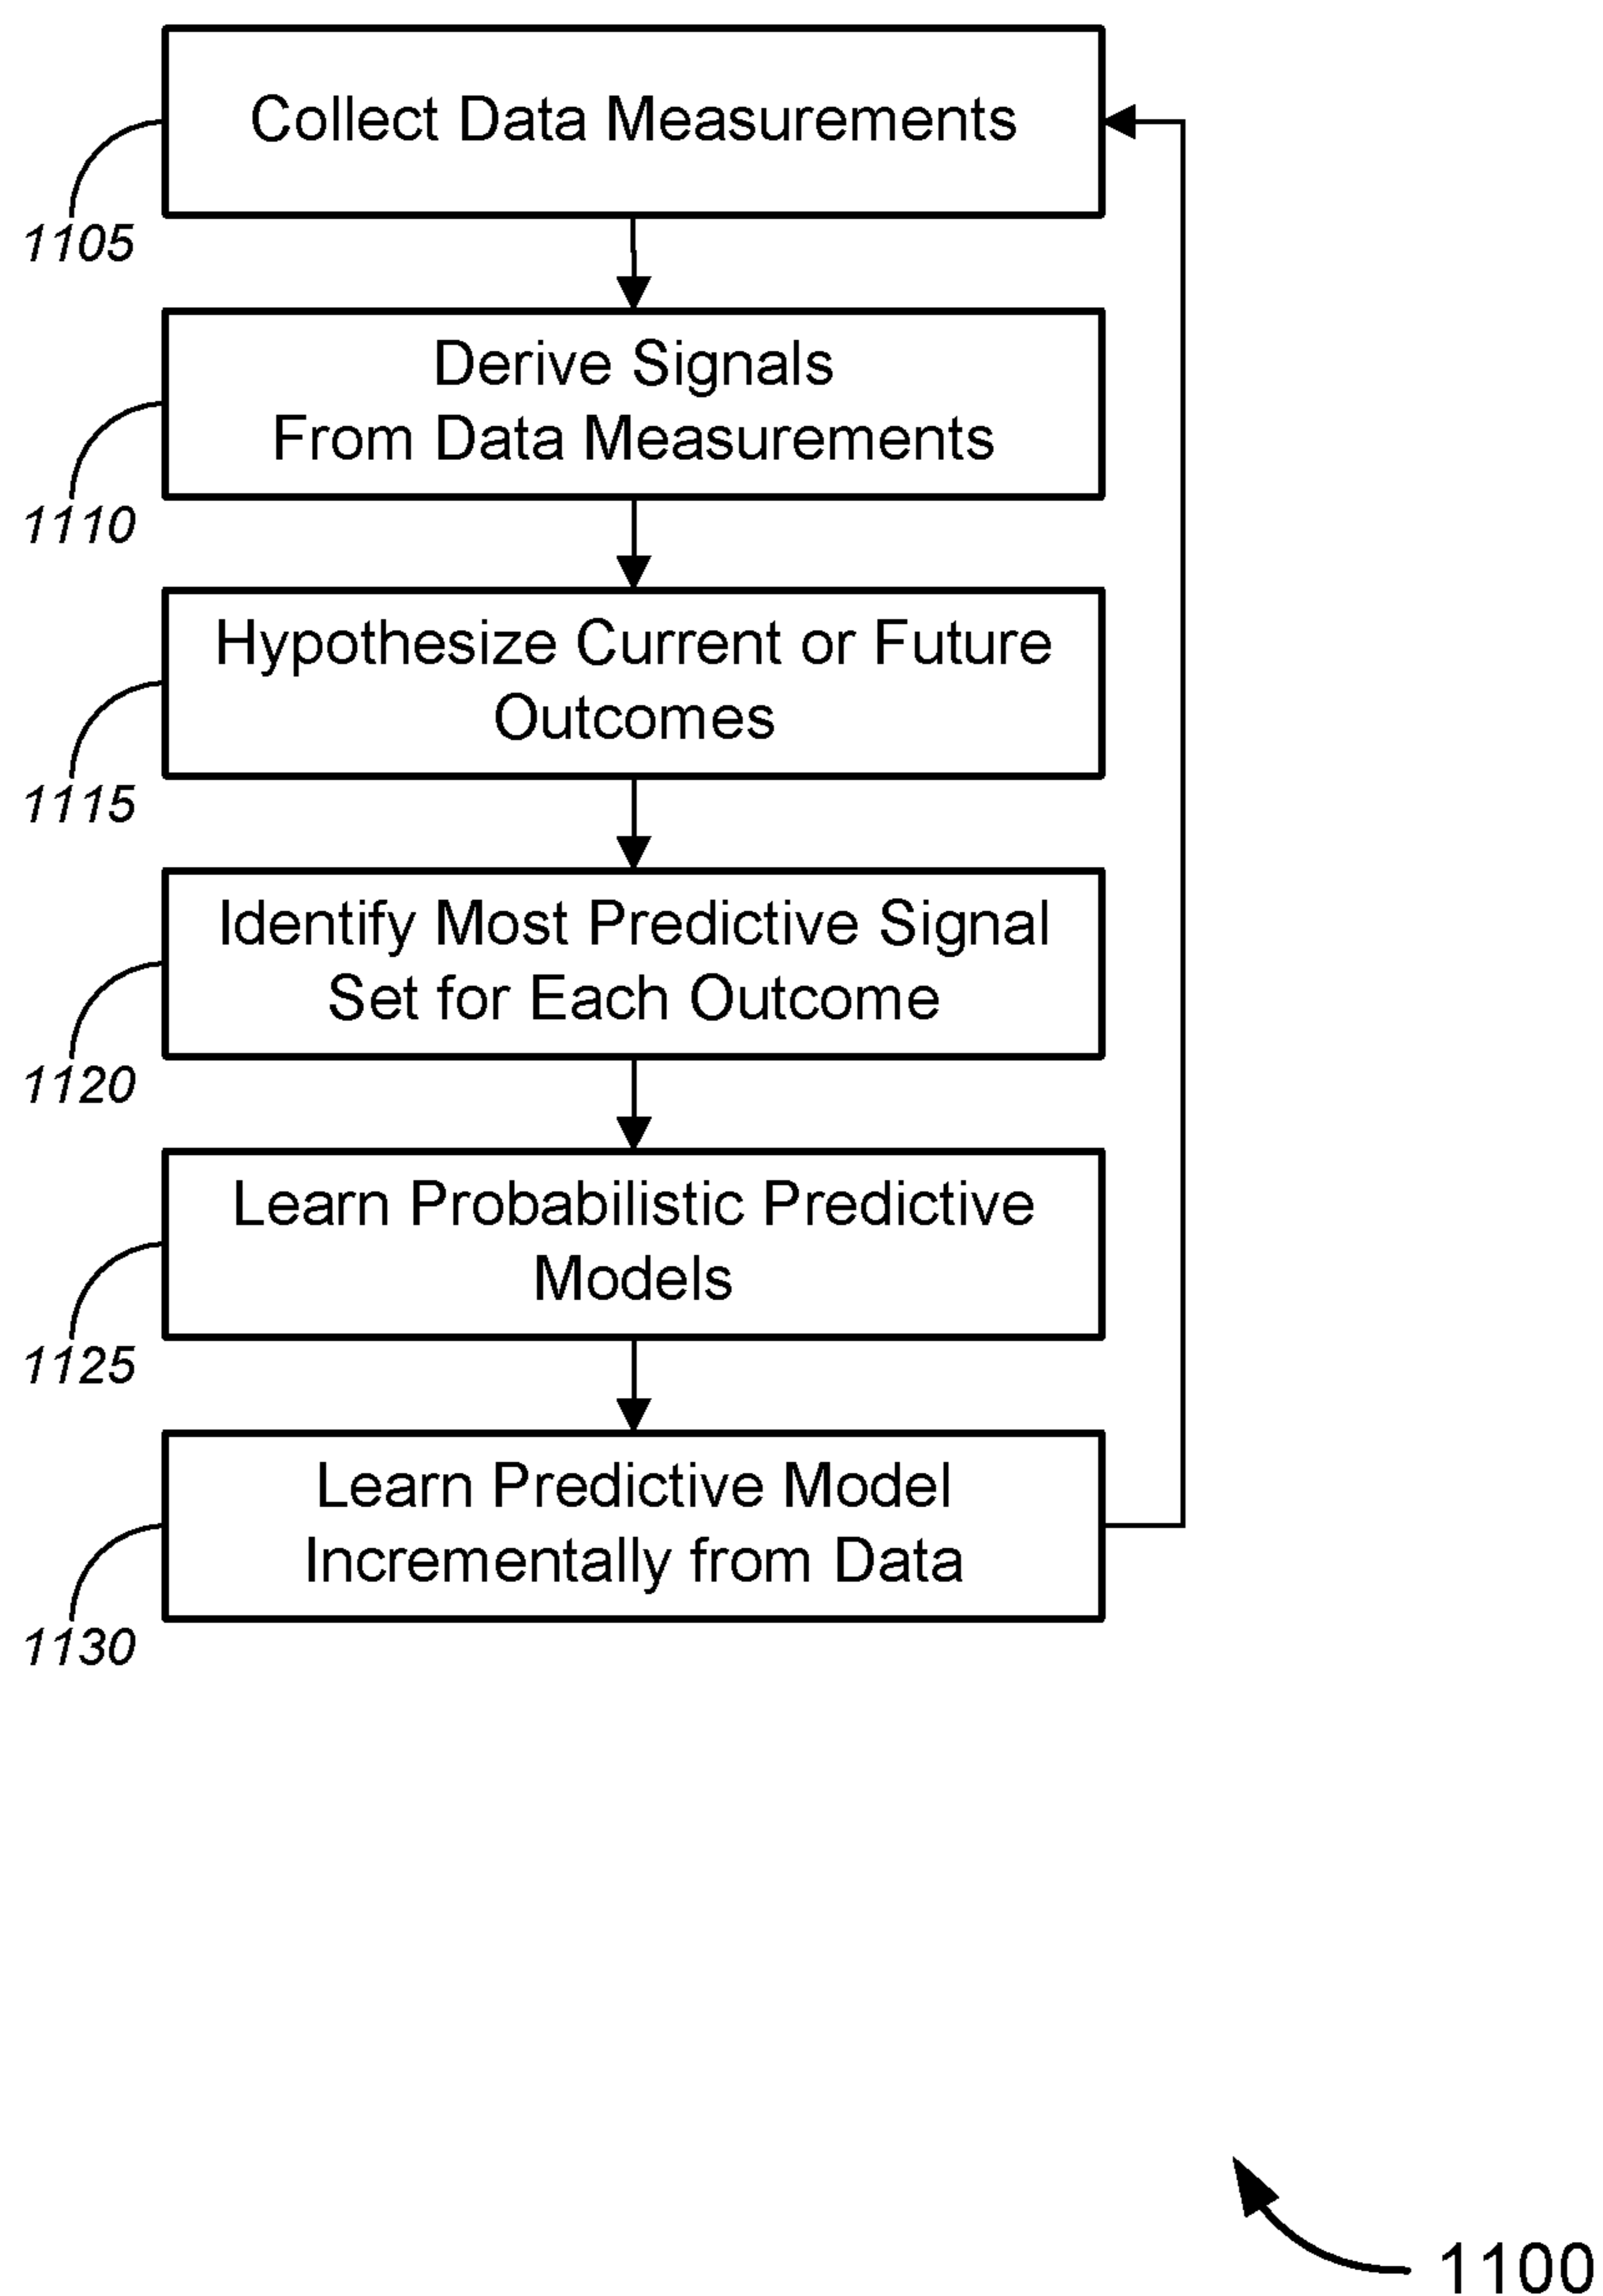 Collect Data Measurements
1105
Derive Signals
From Data Measurements
1110
Hypothesize Current or Future
Outcomes
1115
Identify Most Predictive Signal
Set for Each Outcome
1120
Learn Probabilistic Predictive
Models
1125
Learn Predictive Model
Incrementally from Data
1130
1100